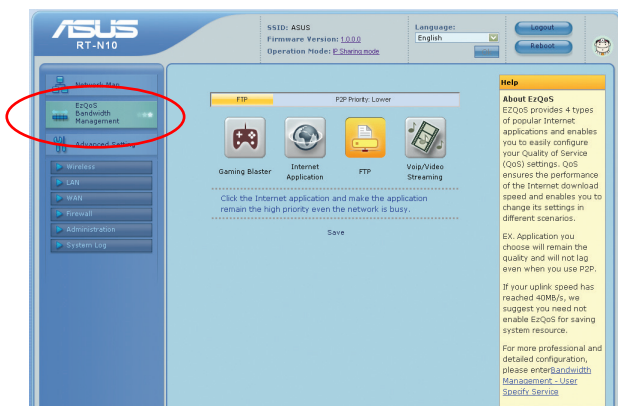 ASUS
RT-N10
SSID: ASUS
Firmware Version: 1.0.0.0
Operation Mode: IP Sharing mode
Language:
English
Logout
Reboot
Network Map
EzQoS
Bandwidth
Management
Advanced Setting
Wireless
LAN
WAN
Firewall
Administration
System Log
FTP
P2P Priority: Lower
Gaming Blaster
Internet
Application
FTP
Voip/Video
Streaming
Click the Internet application and make the application
remain the high priority even the network is busy.
Save
Help
About EzQoS
EZQoS provides 4 types
of popular Internet
applications and enables
you to easily configure
your Quality of Service
(QoS) settings. QoS
ensures the performance
of the Internet download
speed and enables you to
change its settings in
different scenarios.
EX. Application you
choose will remain the
quality and will not lag
even when you use P2P.
If your uplink speed has
reached 40MB/s, we
suggest you need not
enable EzQoS for saving
system resource.
For more professional and
detailed configuration,
please enterBandwidth
Management - User
Specify Service